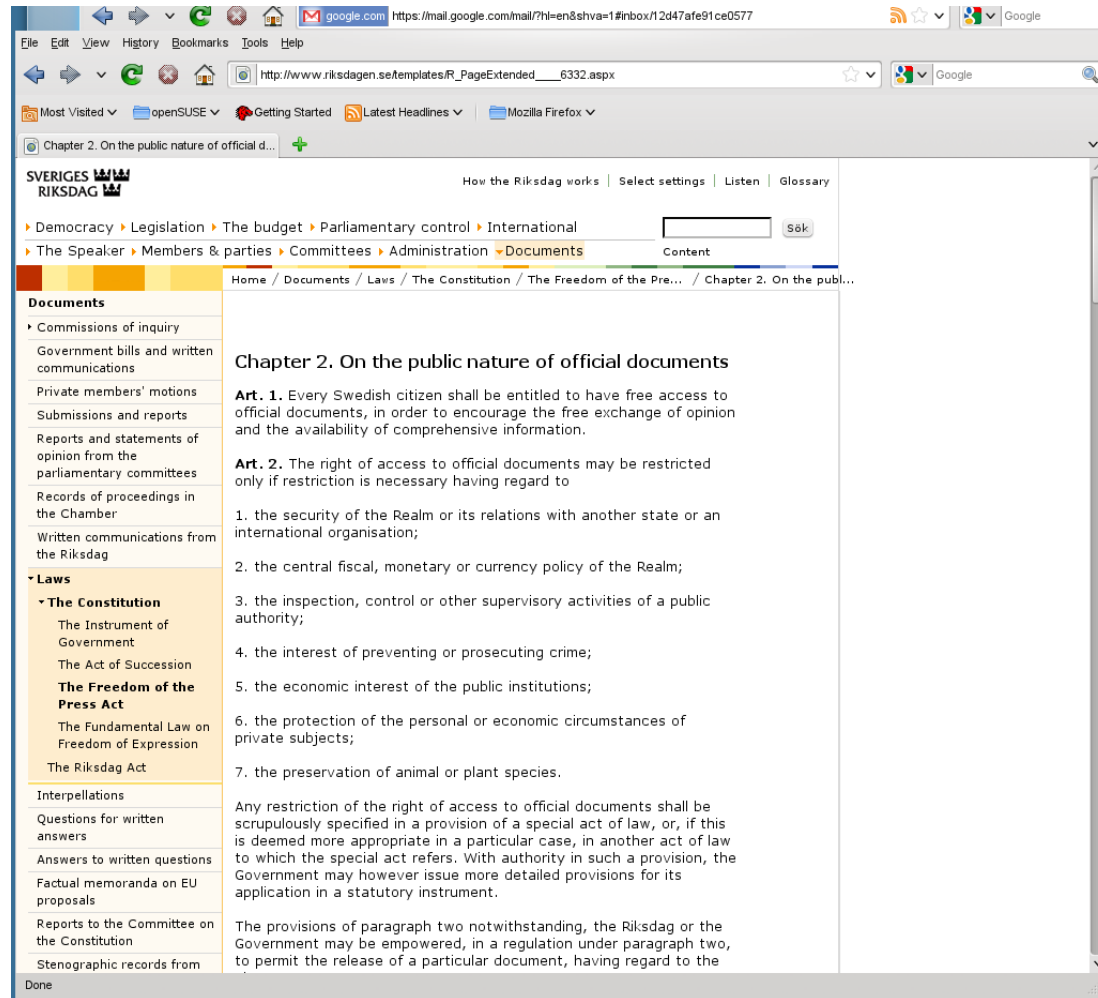 google.com https://mail.google.com/mail/?hl=en&shva=1#inbox/12d47afe91ce0577
Google
File Edit View History Bookmarks Tools Help
http://www.riksdagen.se/templates/R_PageExtended____6332.aspx
Google
Most Visited openSUSE Getting Started Latest Headlines Mozilla Firefox
Chapter 2. On the public nature of official d...
SVERIGES
RIKSDAG
How the Riksdag works | Select settings | Listen | Glossary
Democracy Legislation The budget Parliamentary control International
Sök
The Speaker Members & parties Committees Administration Documents
Content
Home / Documents / Laws / The Constitution / The Freedom of the Pre... / Chapter 2. On the publ...
Documents
Commissions of inquiry
Government bills and written
communications
Private members' motions
Submissions and reports
Reports and statements of
opinion from the
parliamentary committees
Records of proceedings in
the Chamber
Written communications from
the Riksdag
Laws
The Constitution
The Instrument of
Government
The Act of Succession
The Freedom of the
Press Act
The Fundamental Law on
Freedom of Expression
The Riksdag Act
Interpellations
Questions for written
answers
Answers to written questions
Factual memoranda on EU
proposals
Reports to the Committee on
the Constitution
Stenographic records from
Chapter 2. On the public nature of official documents
Art. 1. Every Swedish citizen shall be entitled to have free access to
official documents, in order to encourage the free exchange of opinion
and the availability of comprehensive information.
Art. 2. The right of access to official documents may be restricted
only if restriction is necessary having regard to
1. the security of the Realm or its relations with another state or an
international organisation;
2. the central fiscal, monetary or currency policy of the Realm;
3. the inspection, control or other supervisory activities of a public
authority;
4. the interest of preventing or prosecuting crime;
5. the economic interest of the public institutions;
6. the protection of the personal or economic circumstances of
private subjects;
7. the preservation of animal or plant species.
Any restriction of the right of access to official documents shall be
scrupulously specified in a provision of a special act of law, or, if this
is deemed more appropriate in a particular case, in another act of law
to which the special act refers. With authority in such a provision, the
Government may however issue more detailed provisions for its
application in a statutory instrument.
The provisions of paragraph two notwithstanding, the Riksdag or the
Government may be empowered, in a regulation under paragraph two,
to permit the release of a particular document, having regard to the
Done